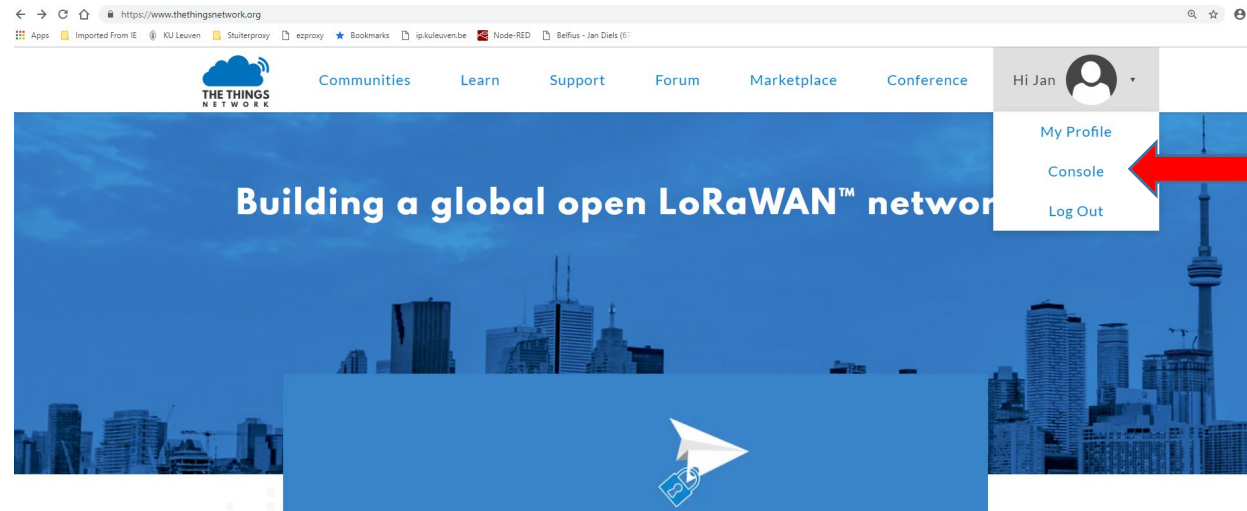 https://www.thethingsnetwork.org
Apps Imported From IE KU Leuven Stuiterproxy ezproxy Bookmarks ip.kuleuven.be Node-RED Belfius - Jan Diels (67
THE THINGS
NETWORK
Communities Learn Support Forum Marketplace Conference Hi Jan
My Profile
Console
Log Out
Building a global open LoRaWAN™ networ